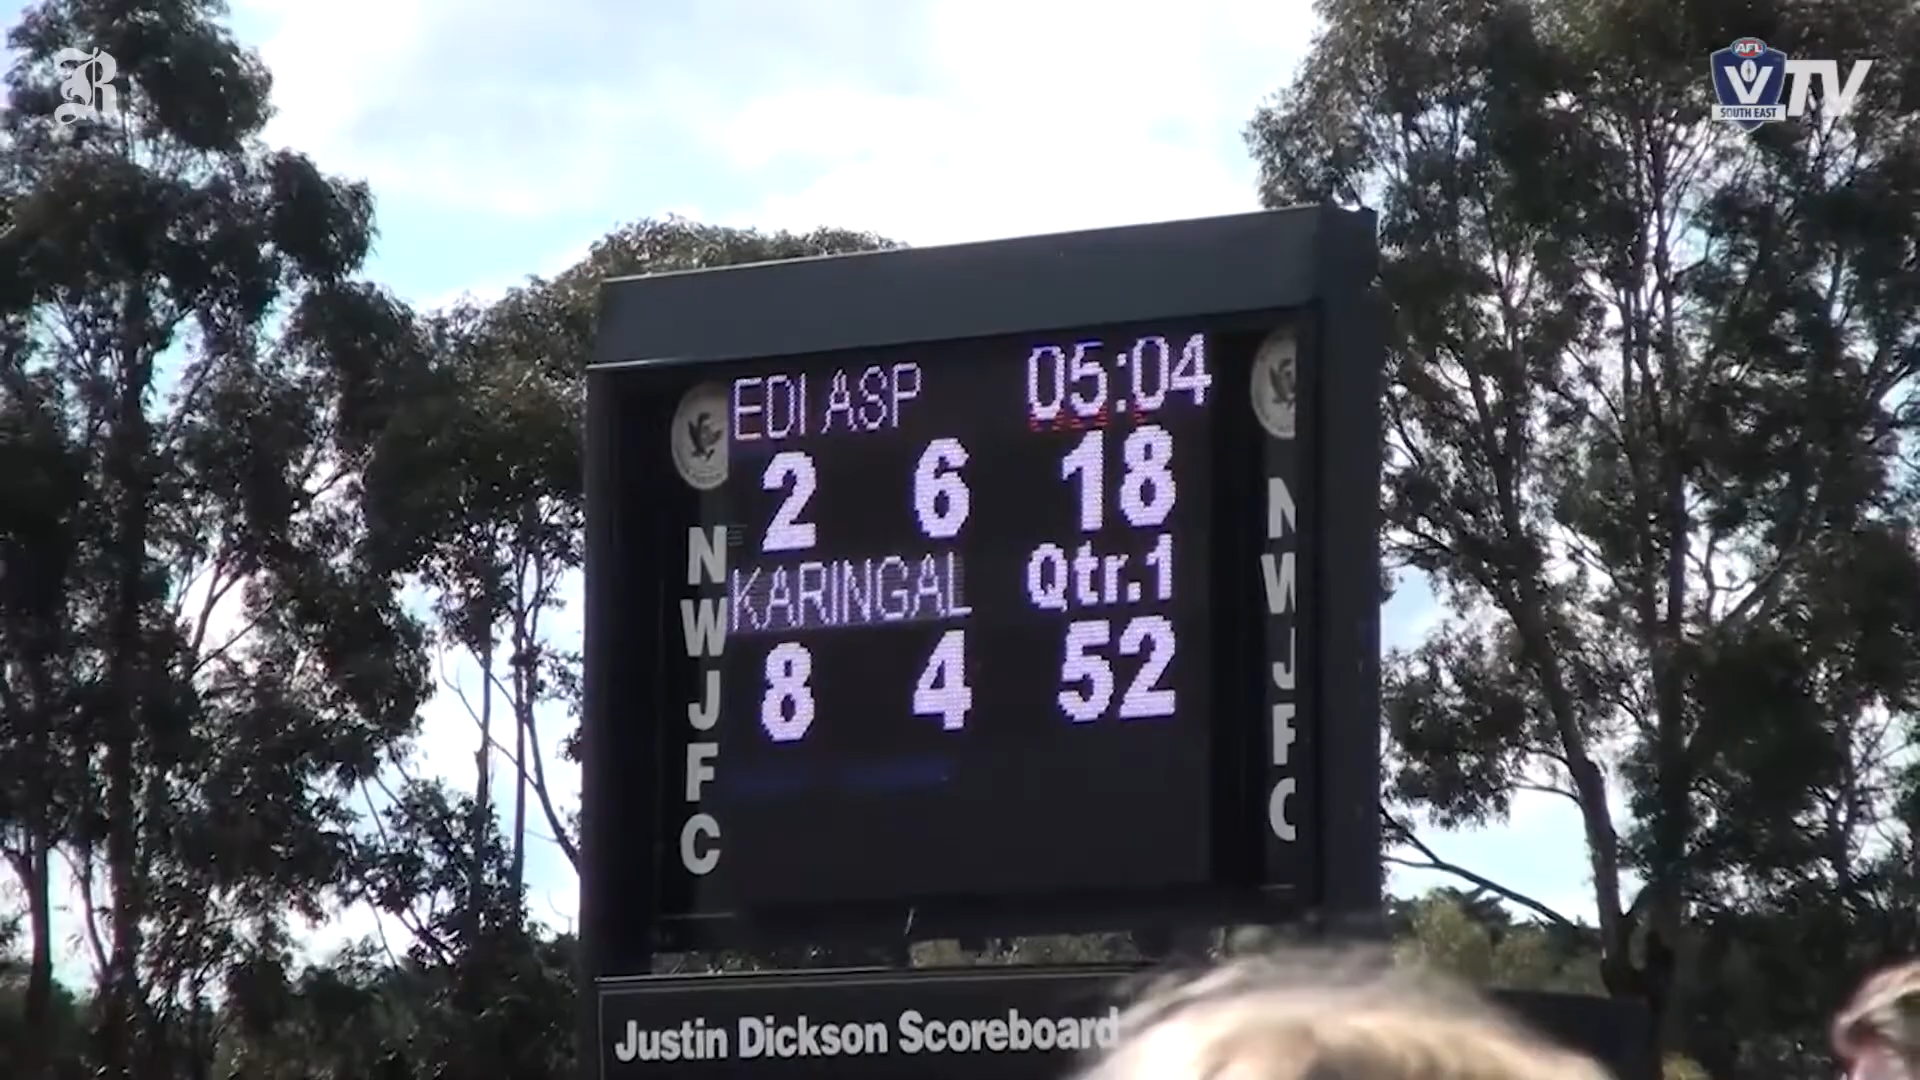 R
AFL
V TV
SOUTH EAST
EDI ASP 05:04
2 6 18
KARINGAL Qtr.1
8 4 52
NWJFC
NWJFC
Justin Dickson Scoreboard